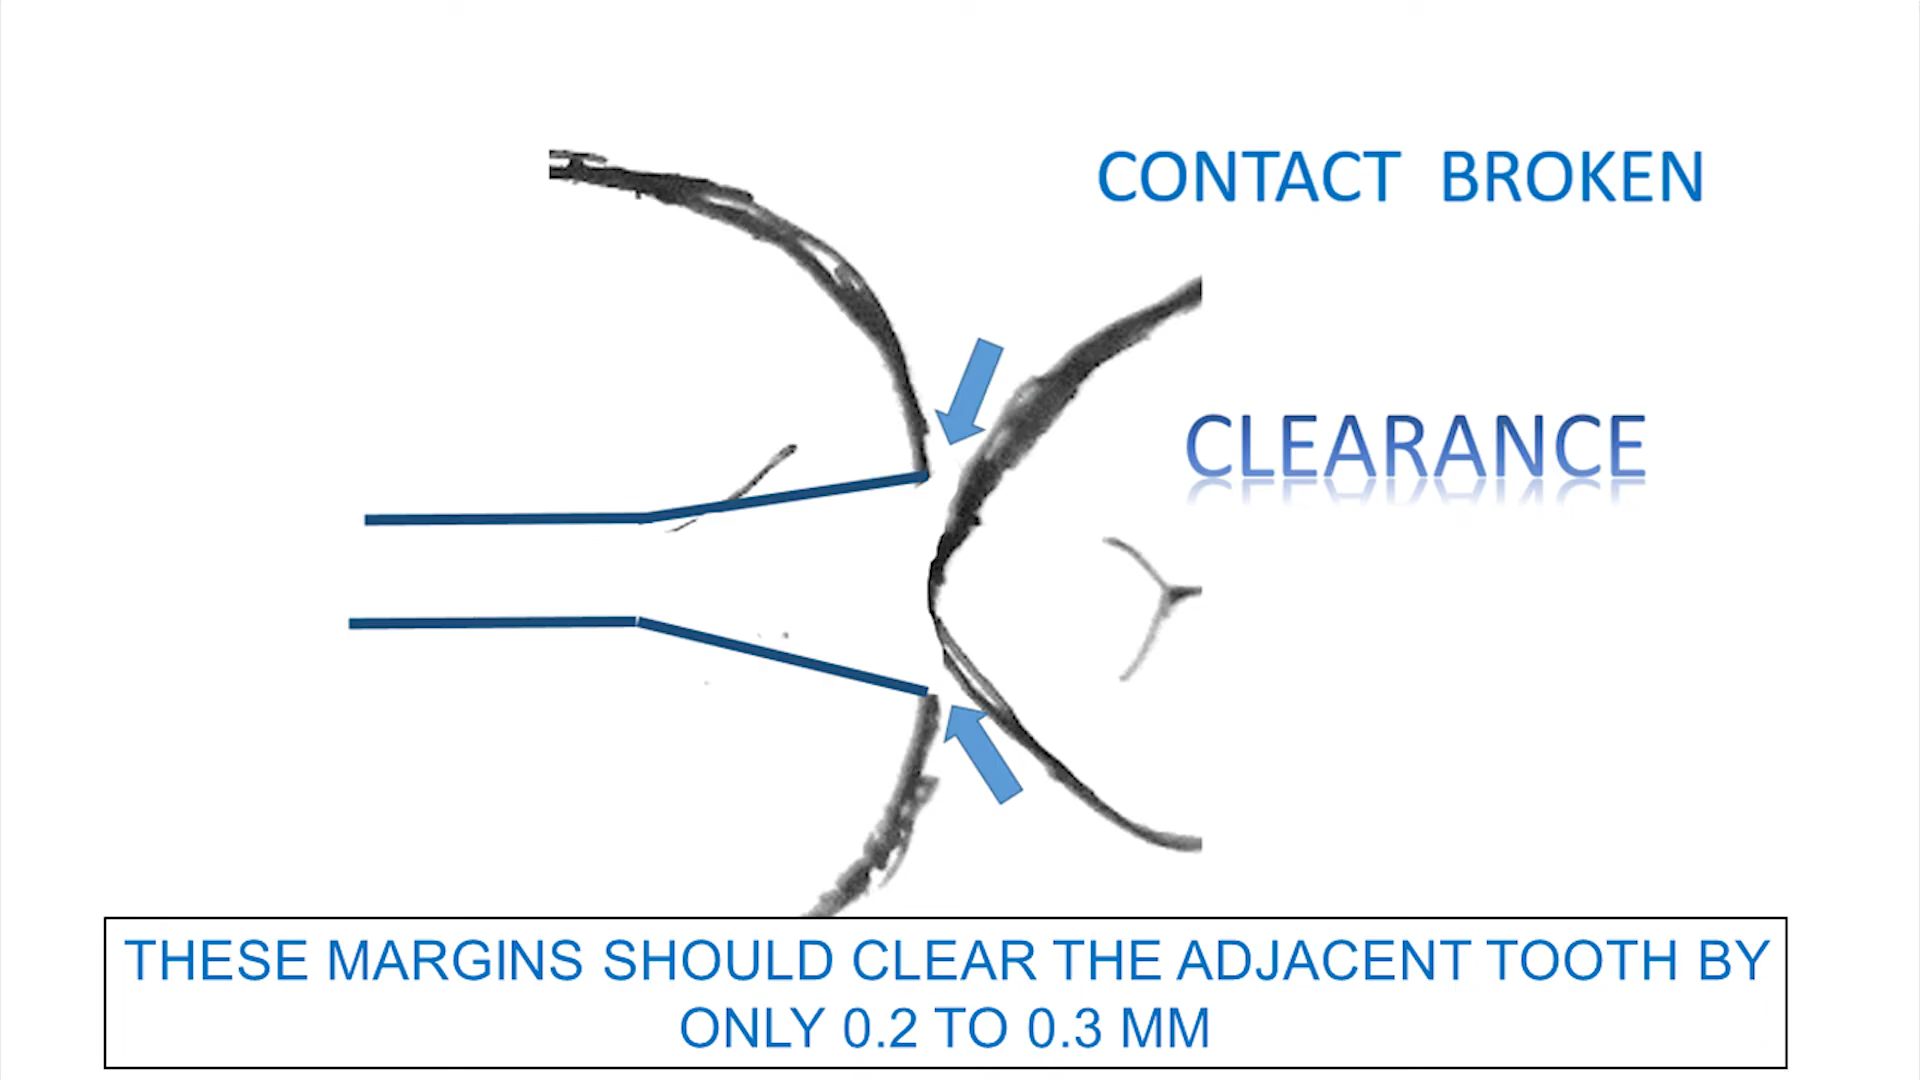 CONTACT BROKEN
CLEARANCE
THESE MARGINS SHOULD CLEAR THE ADJACENT TOOTH BY
ONLY 0.2 TO 0.3 MM